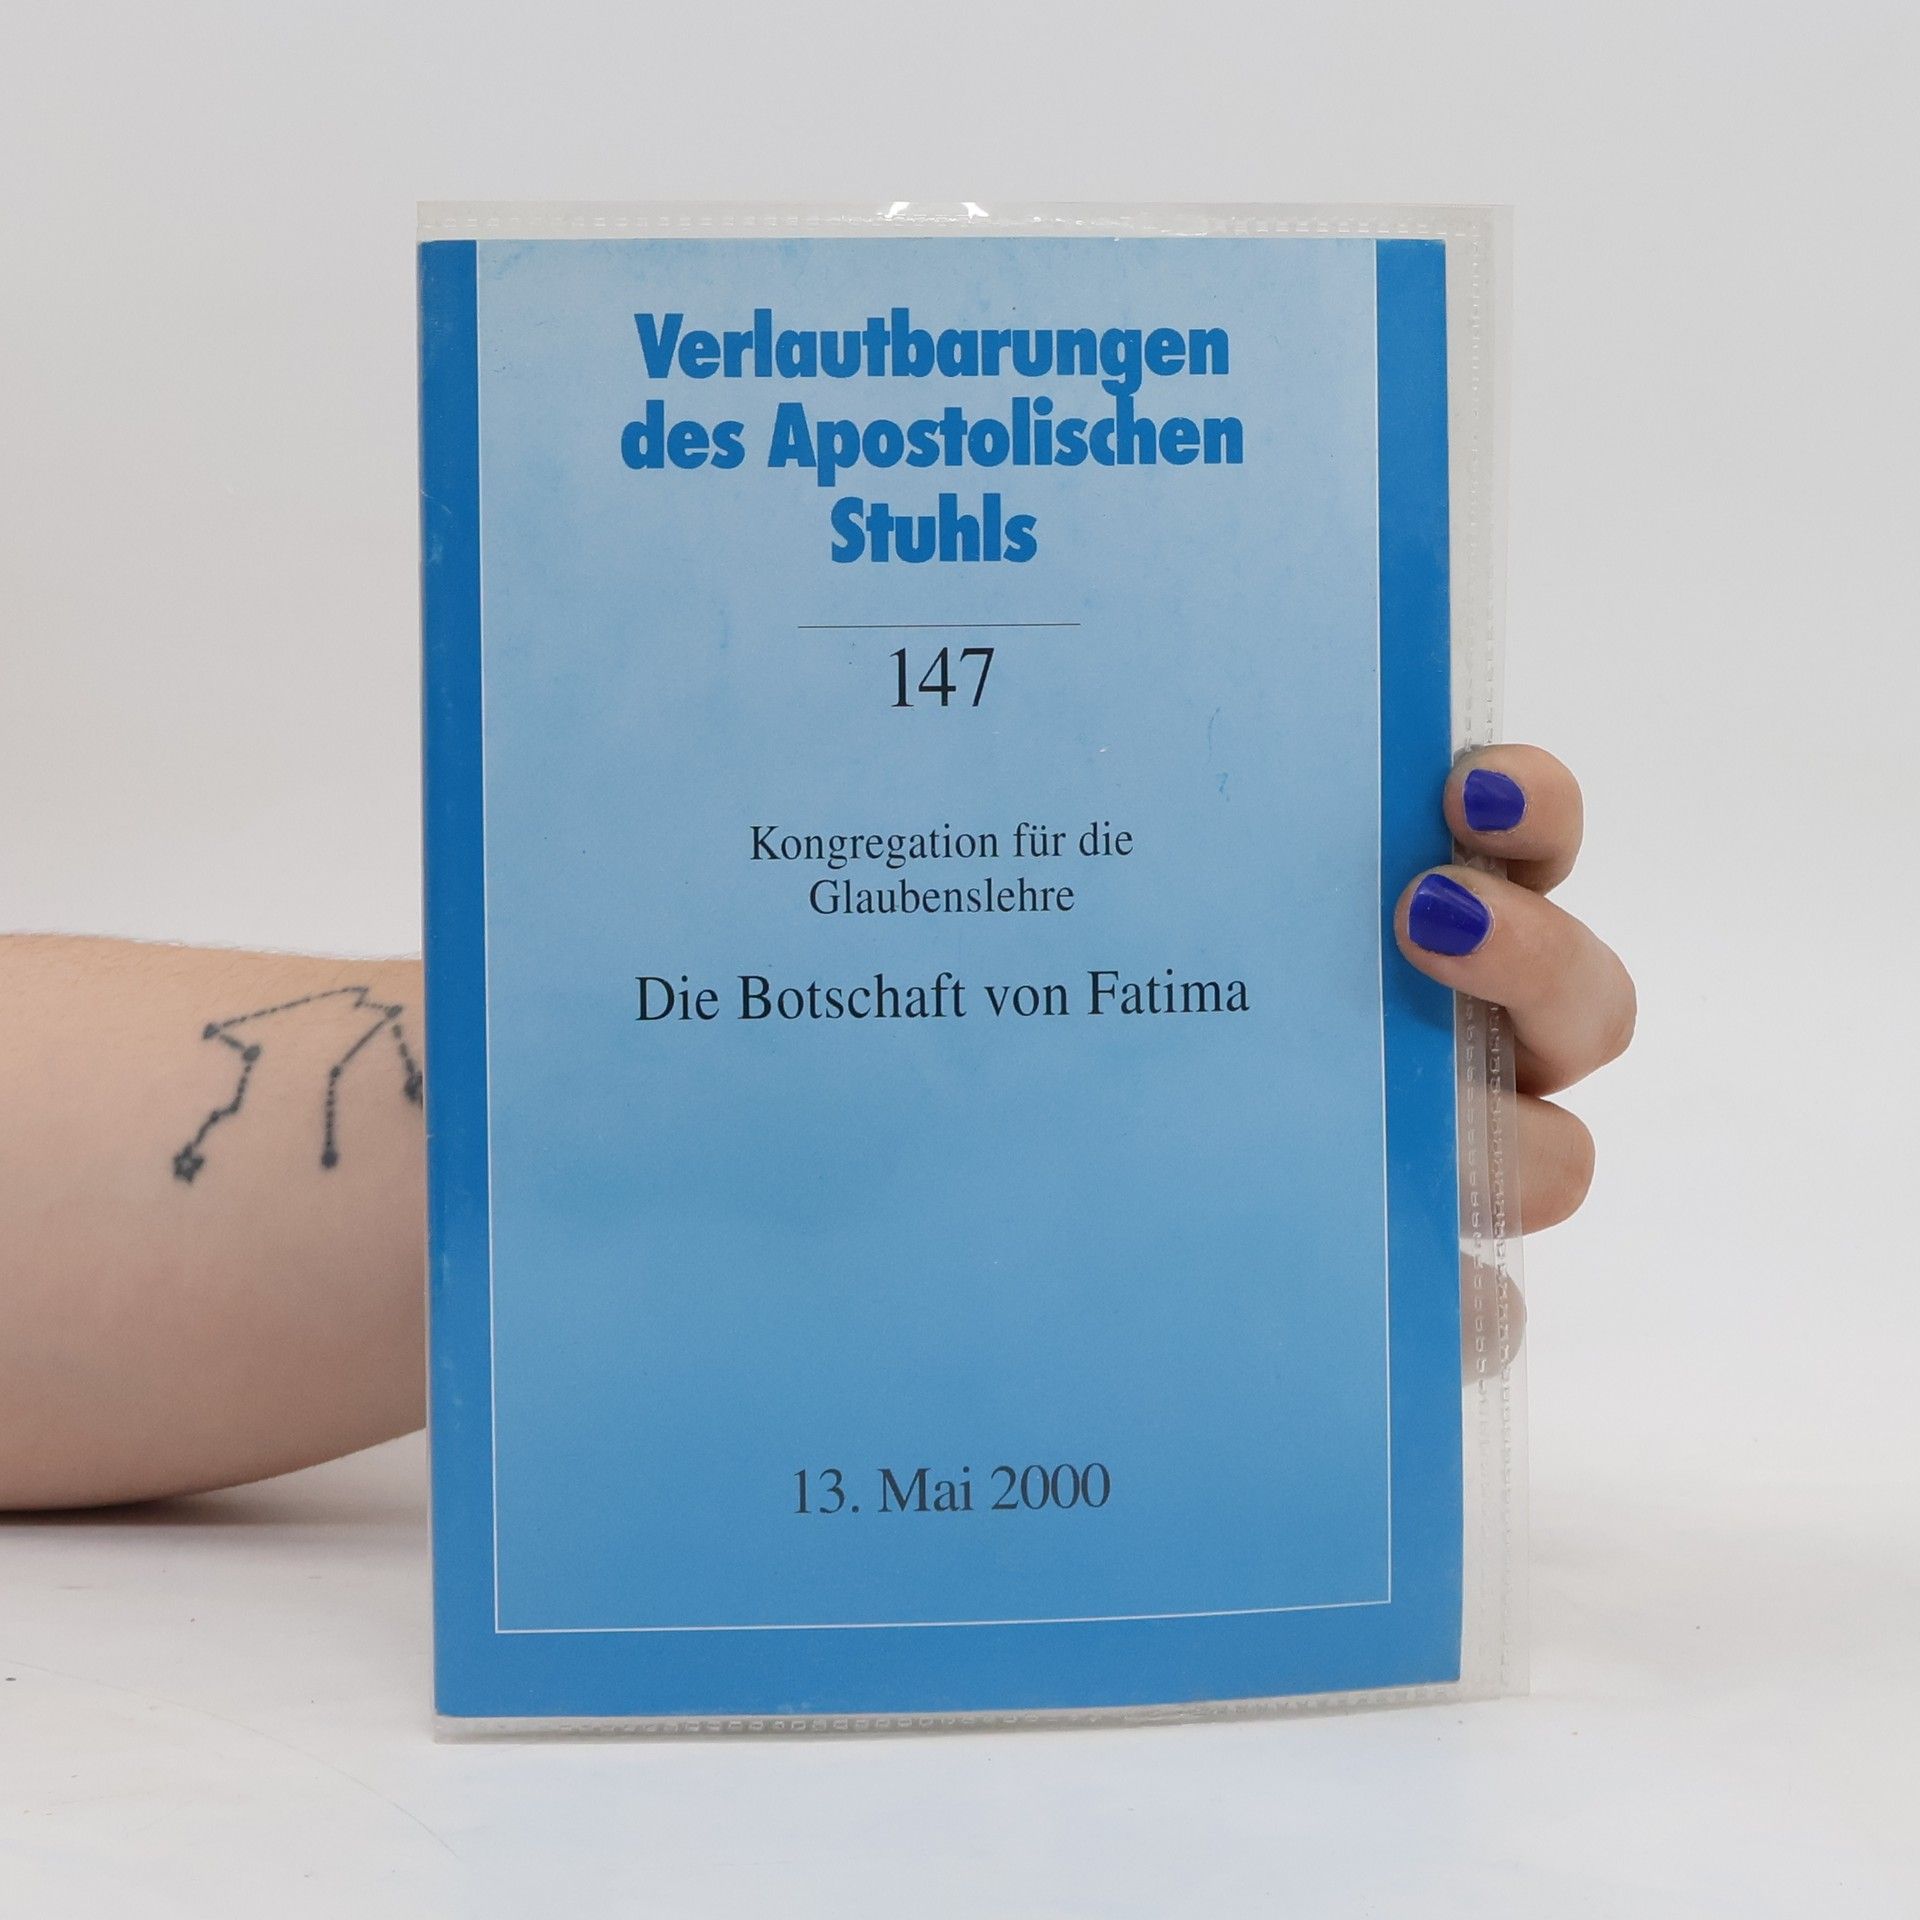 Verlautbarungen
des Apostolischen
Stuhls
147
Kongregation für die
Glaubenslehre
Die Botschaft von Fatima
13. Mai 2000